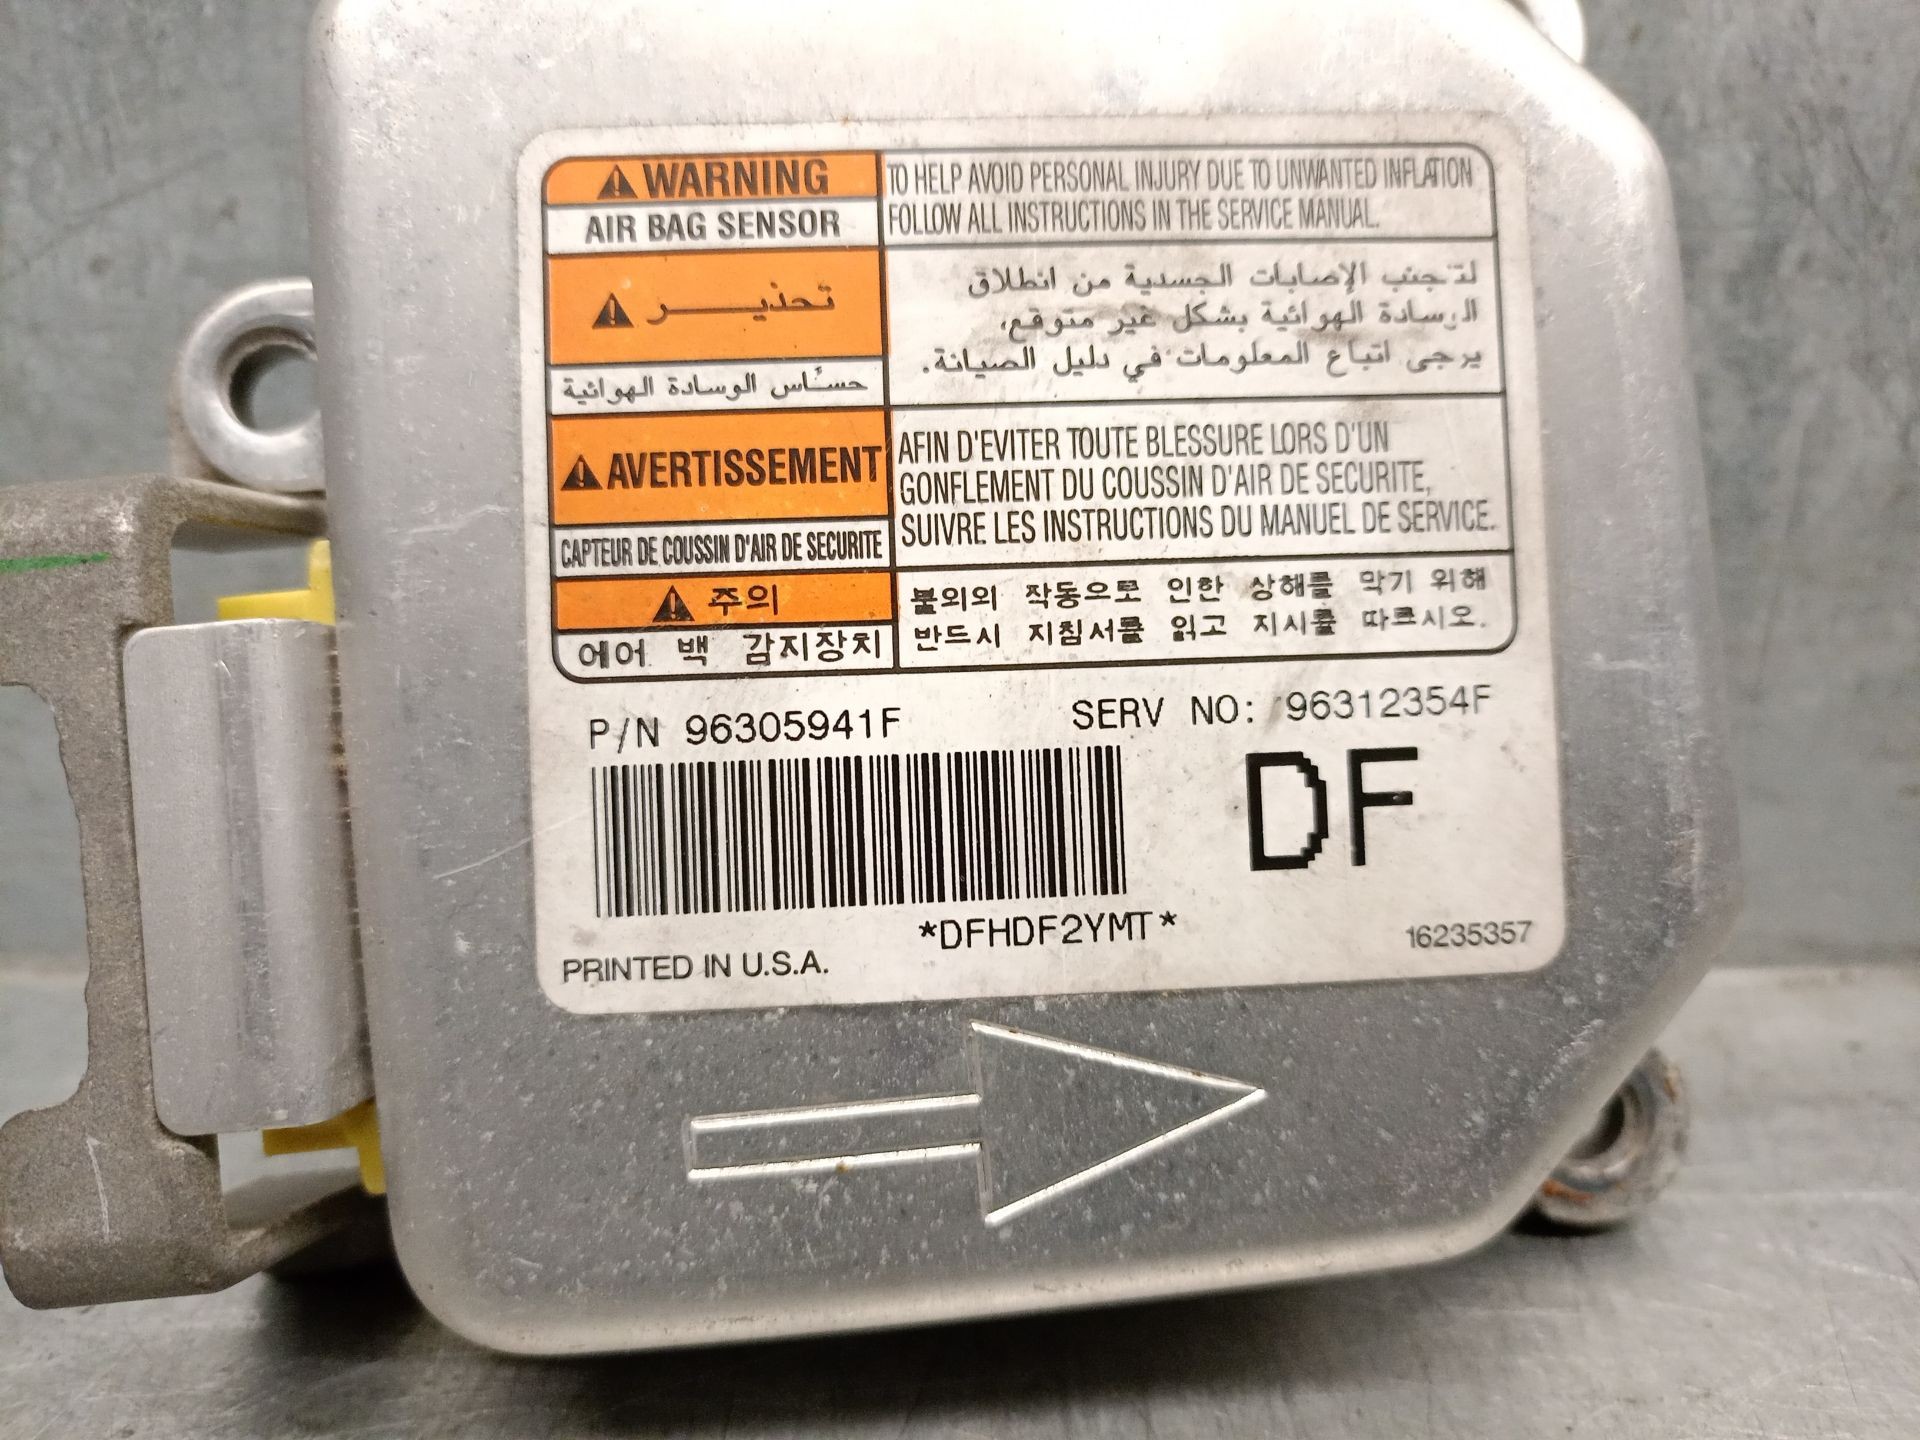 ⚠ WARNING
AIR BAG SENSOR
TO HELP AVOID PERSONAL INJURY DUE TO UNWANTED INFLATION
FOLLOW ALL INSTRUCTIONS IN THE SERVICE MANUAL.
⚠ تحذيـــــر
حسّاس الوسادة الهوائية
لتجنب الإصابات الجسدية من انطلاق
الوسادة الهوائية بشكل غير متوقع،
يرجى اتباع المعلومات في دليل الصيانة.
⚠ AVERTISSEMENT
CAPTEUR DE COUSSIN D'AIR DE SECURITE
AFIN D'EVITER TOUTE BLESSURE LORS D'UN
GONFLEMENT DU COUSSIN D'AIR DE SECURITE,
SUIVRE LES INSTRUCTIONS DU MANUEL DE SERVICE.
⚠ 주의
에어 백 감지장치
불의의 작동으로 인한 상해를 막기 위해
반드시 지침서를 읽고 지시를 따르시오.
P/N 96305941F
SERV NO: 96312354F
DF
*DFHDF2YMT*
PRINTED IN U.S.A.
16235357